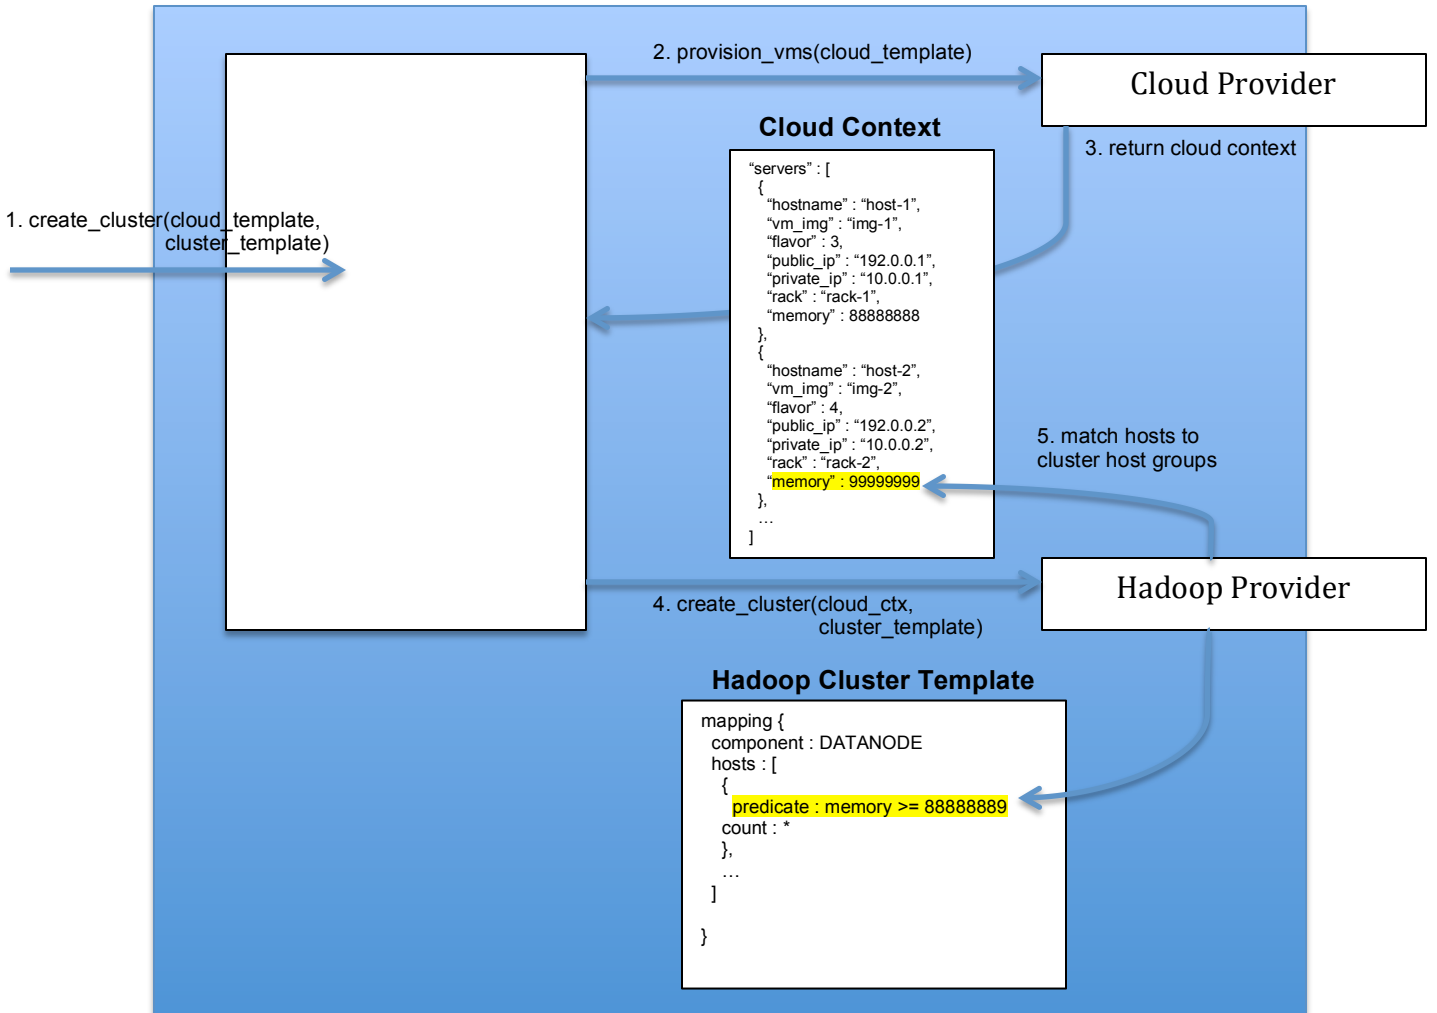 2. provision_vms(cloud_template)
Cloud Provider
Cloud Context
3. return cloud context
“servers” : [
{
“hostname” : “host-1”,
“vm_img” : “img-1”,
“flavor” : 3,
“public_ip” : “192.0.0.1”,
“private_ip” : “10.0.0.1”,
“rack” : “rack-1”,
“memory” : 88888888
},
{
“hostname” : “host-2”,
“vm_img” : “img-2”,
“flavor” : 4,
“public_ip” : “192.0.0.2”,
“private_ip” : “10.0.0.2”,
“rack” : “rack-2”,
“memory” : 99999999
},
…
]
1. create_cluster(cloud_template,
cluster_template)
5. match hosts to
cluster host groups
Hadoop Provider
4. create_cluster(cloud_ctx,
cluster_template)
Hadoop Cluster Template
mapping {
component : DATANODE
hosts : [
{
predicate : memory >= 88888889
count : *
},
…
]
}